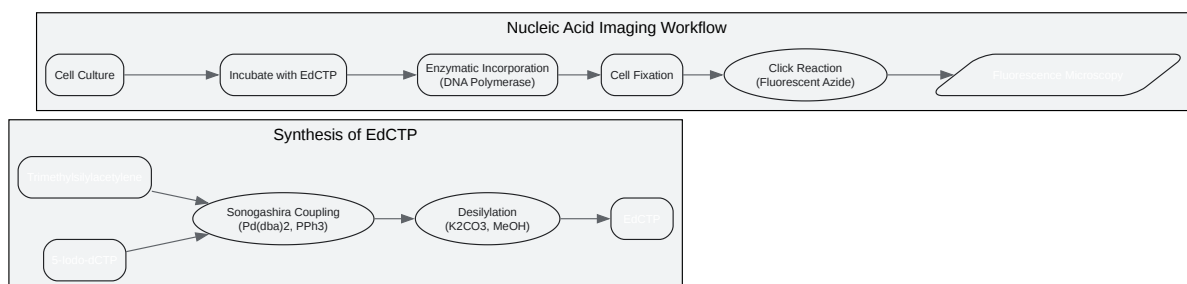 Nucleic Acid Imaging Workflow
Cell Culture
Incubate with EdCTP
Enzymatic Incorporation
(DNA Polymerase)
Cell Fixation
Click Reaction
(Fluorescent Azide)
Fluorescence Microscopy
Synthesis of EdCTP
Trimethylsilylacetylene
5-Iodo-dCTP
Sonogashira Coupling
(Pd(dba)2, PPh3)
Desilylation
(K2CO3, MeOH)
EdCTP